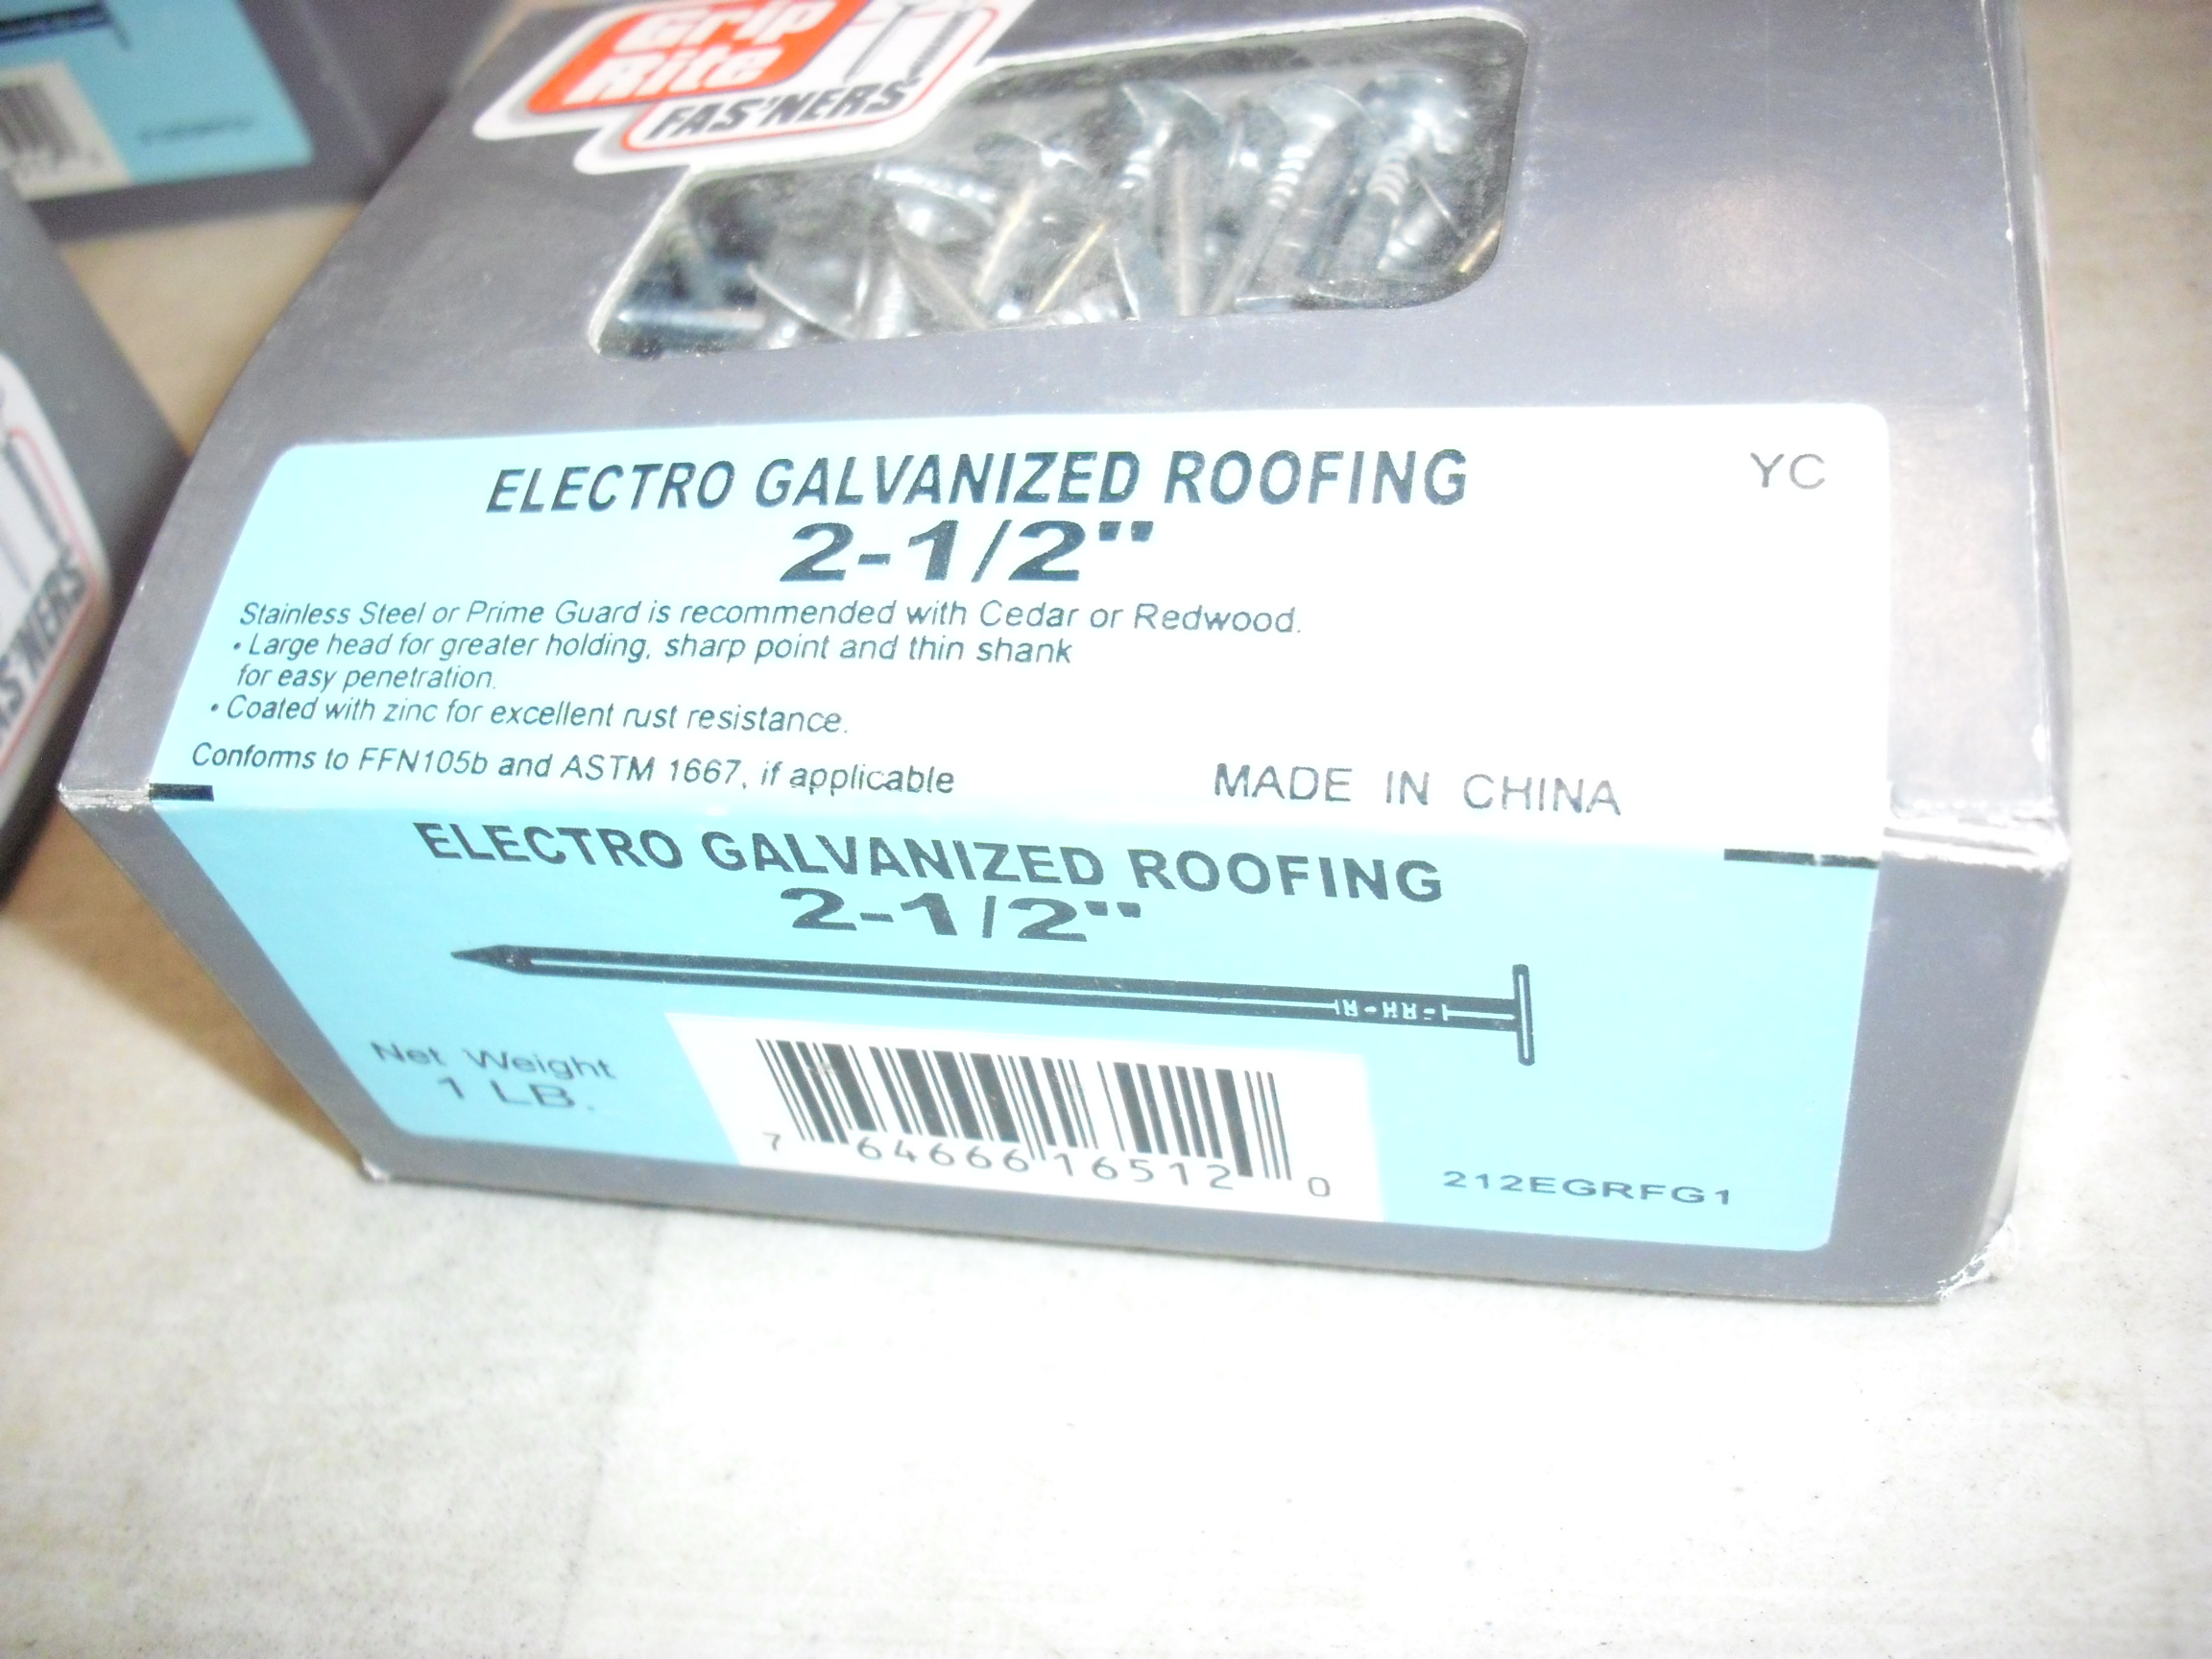 Grip
Rite
FAS'NERS
ELECTRO GALVANIZED ROOFING
YC
2-1/2"
Stainless Steel or Prime Guard is recommended with Cedar or Redwood.
• Large head for greater holding, sharp point and thin shank
for easy penetration.
• Coated with zinc for excellent rust resistance.
Conforms to FFN105b and ASTM 1667, if applicable
MADE IN CHINA
ELECTRO GALVANIZED ROOFING
2-1/2"
Net Weight
1 LB.
7 64666 16512 0
212EGRFG1